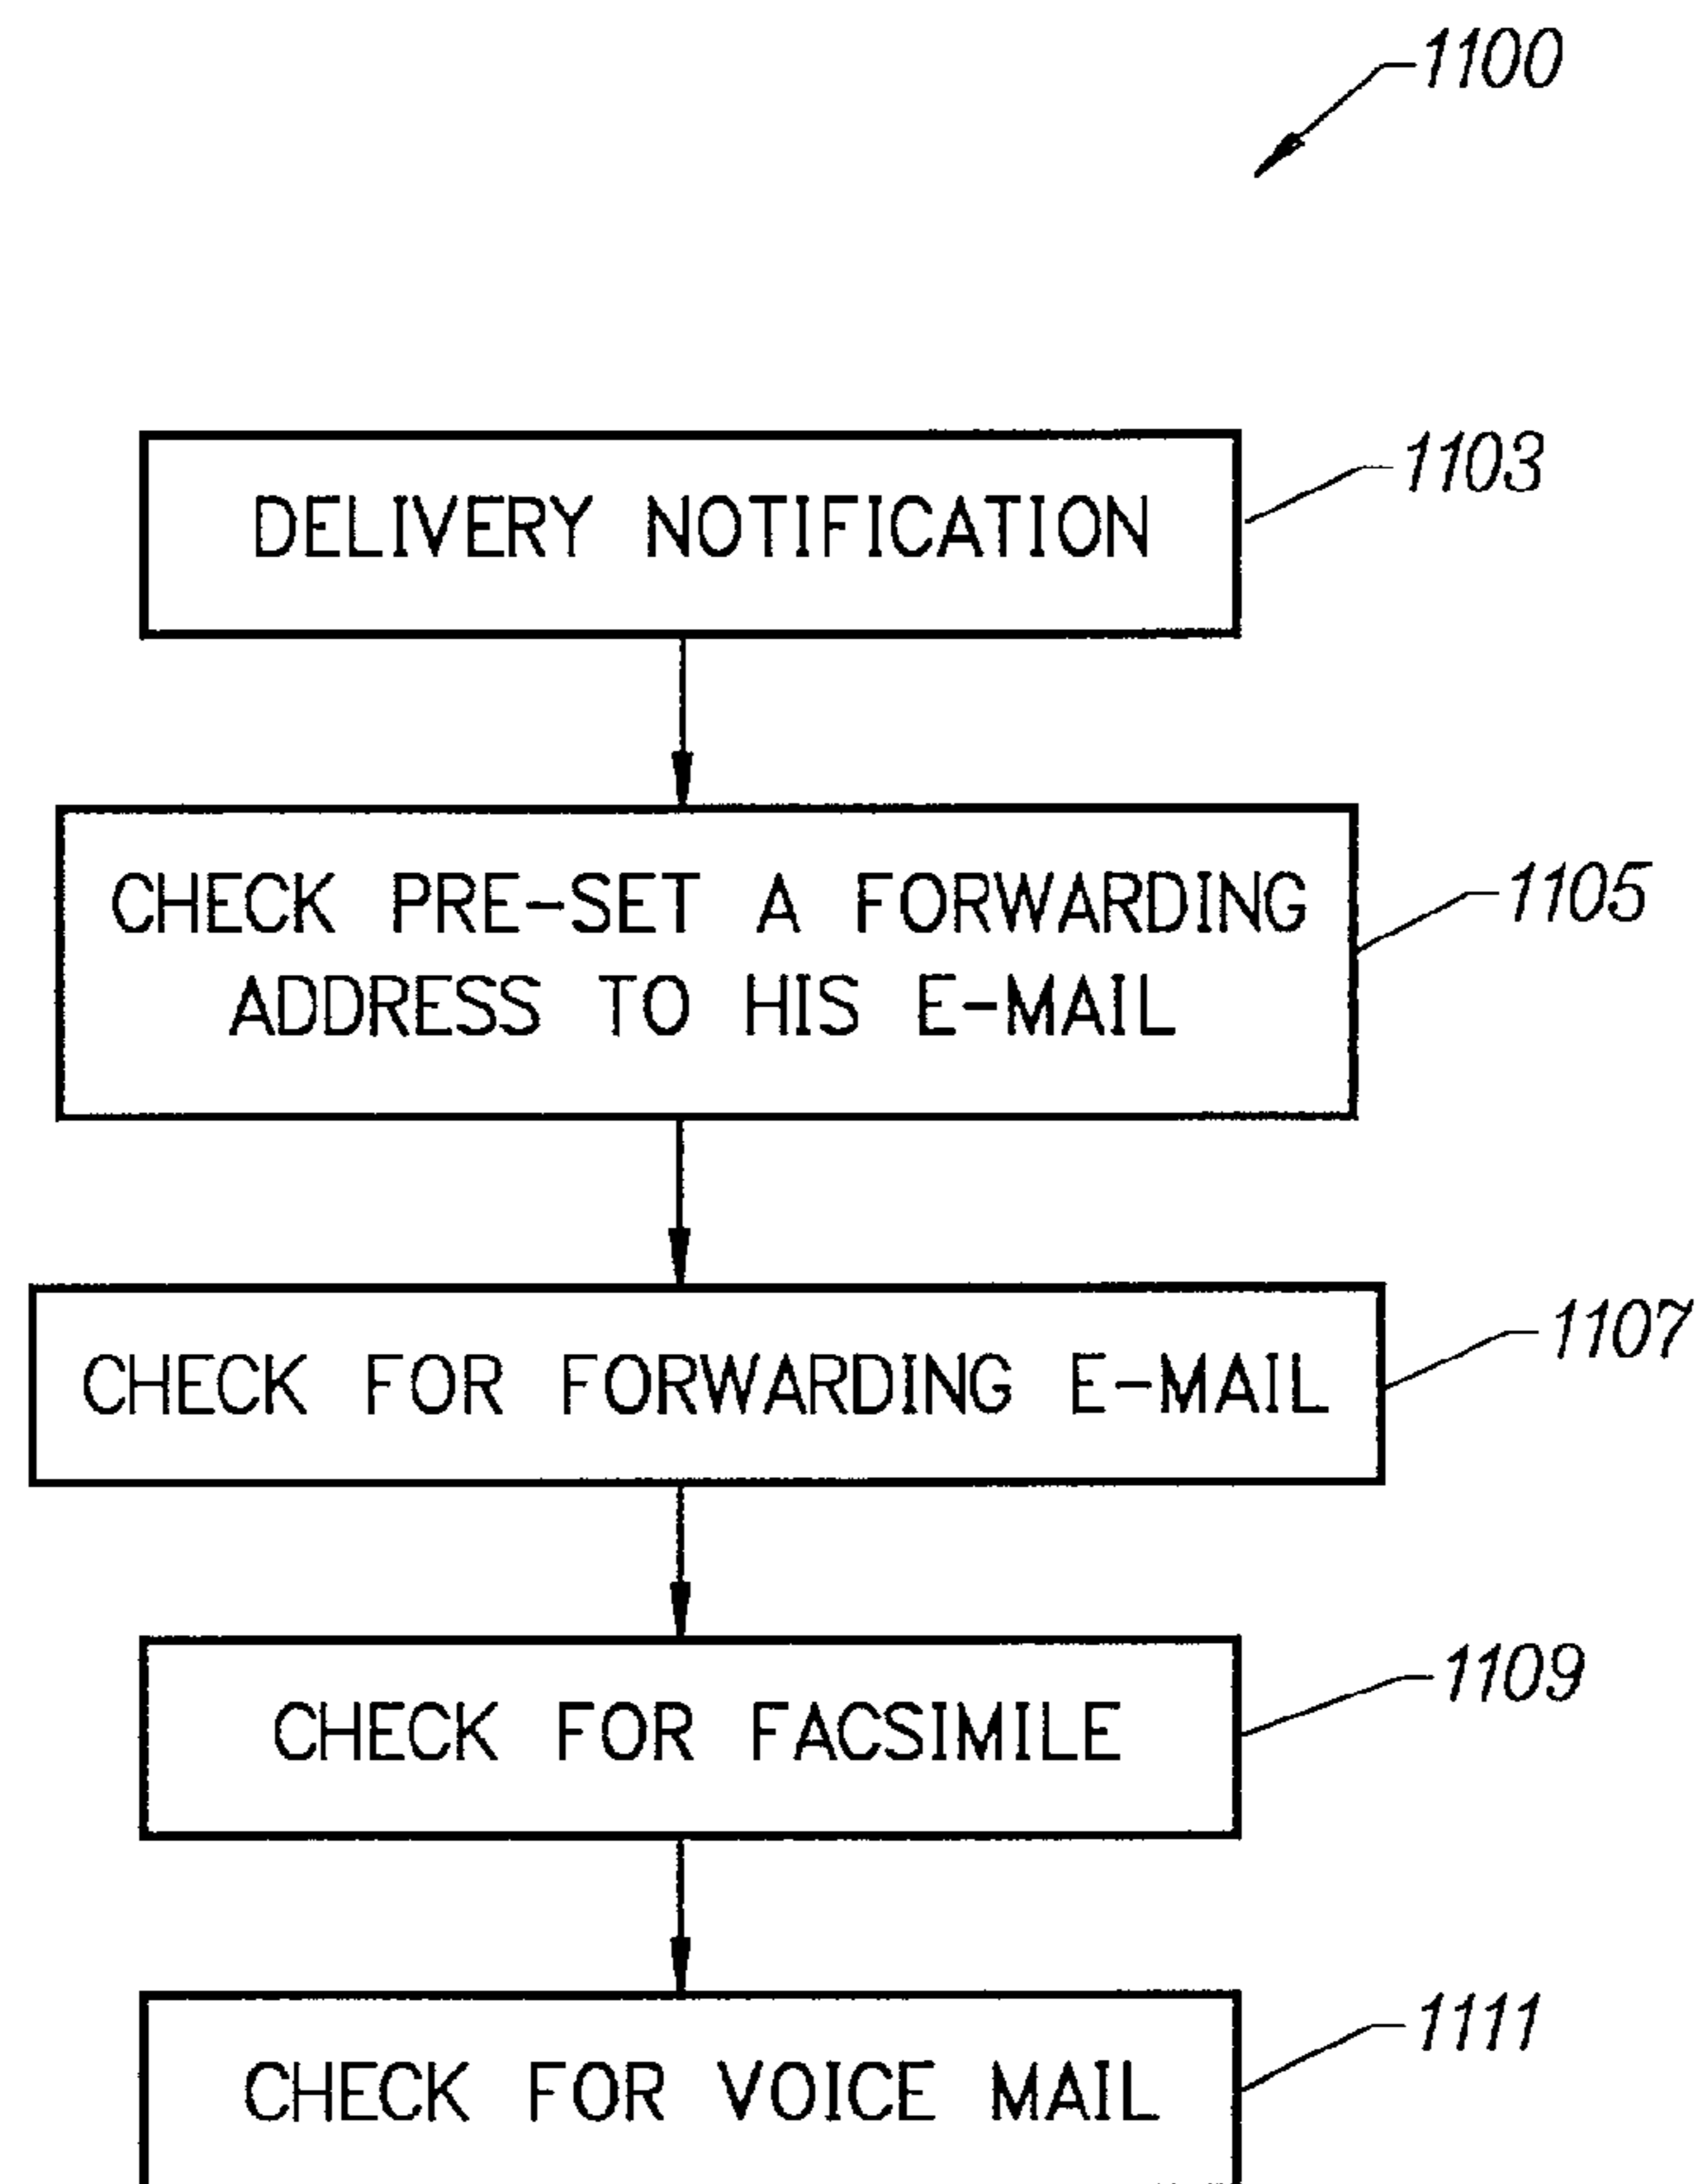 1100
DELIVERY NOTIFICATION
1103
CHECK PRE-SET A FORWARDING
ADDRESS TO HIS E-MAIL
1105
CHECK FOR FORWARDING E-MAIL
1107
CHECK FOR FACSIMILE
1109
CHECK FOR VOICE MAIL
1111